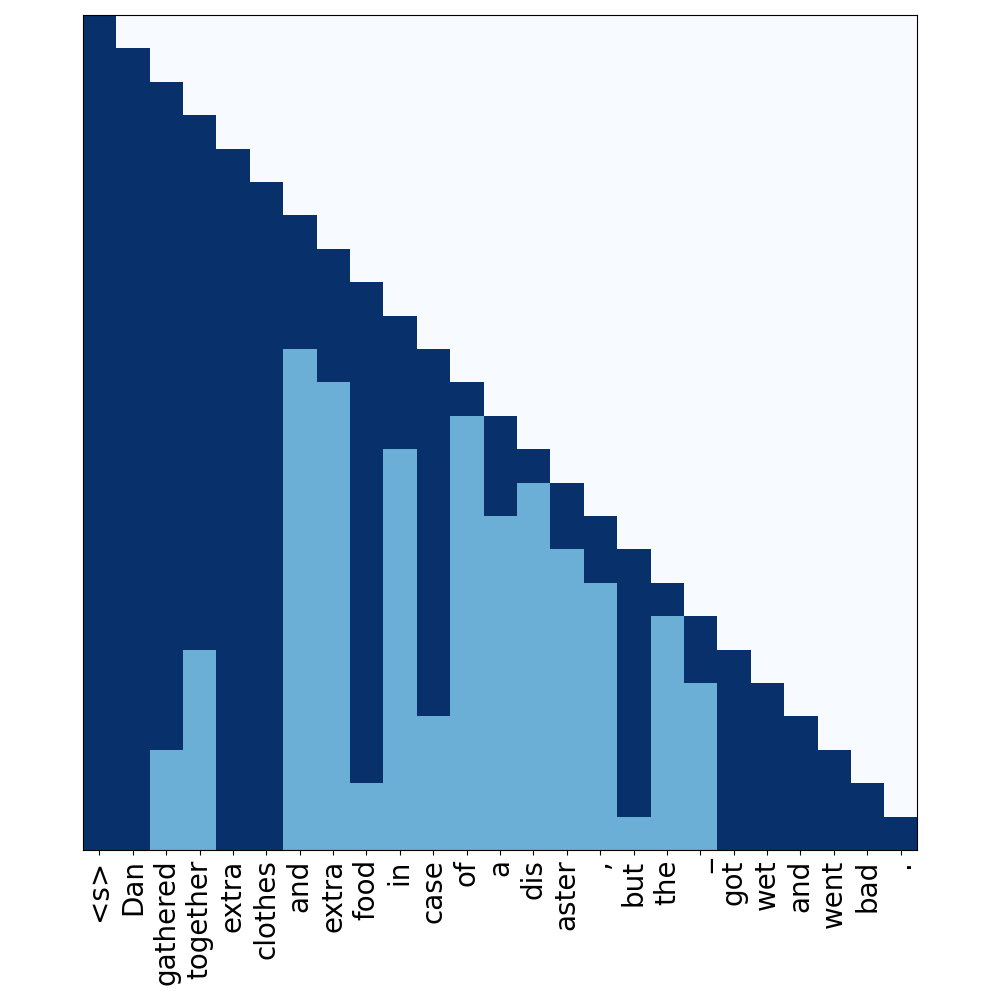 <s> Dan gathered together extra clothes and extra food in case of a dis aster , but the _ got wet and went bad .